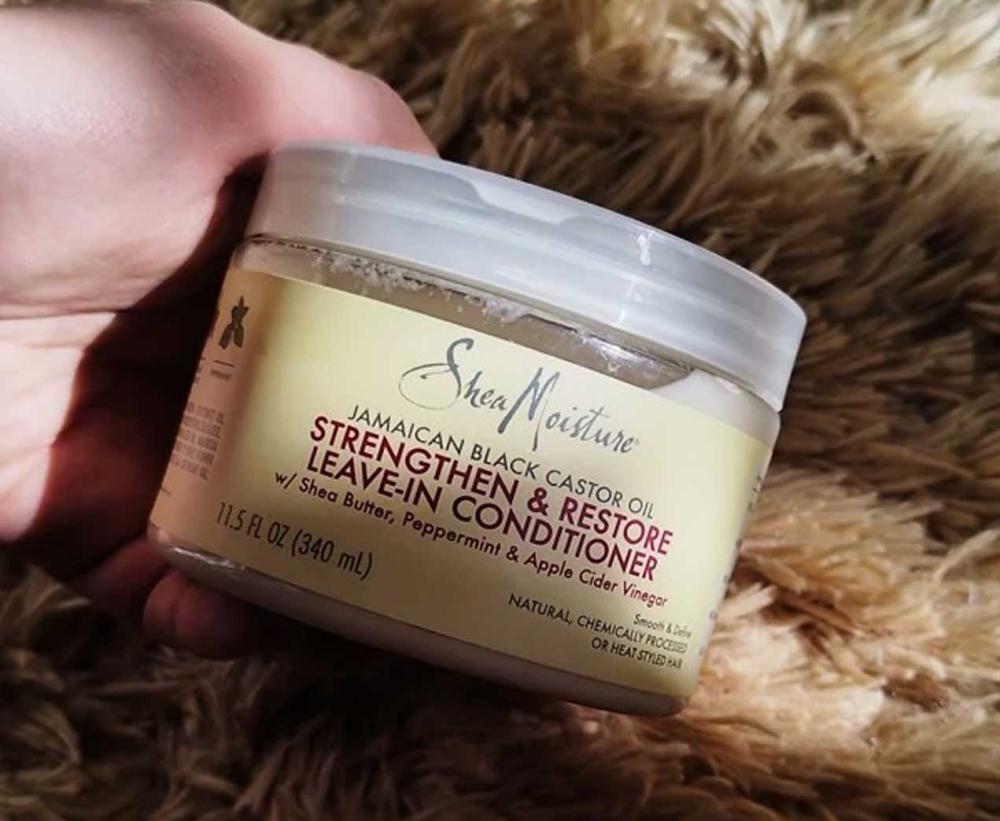 SheaMoisture
JAMAICAN BLACK CASTOR OIL
STRENGTHEN & RESTORE
LEAVE-IN CONDITIONER
w/ Shea Butter, Peppermint & Apple Cider Vinegar
11.5 FL OZ (340 mL)
Smooth & Define
NATURAL, CHEMICALLY PROCESSED
OR HEAT STYLED HAIR